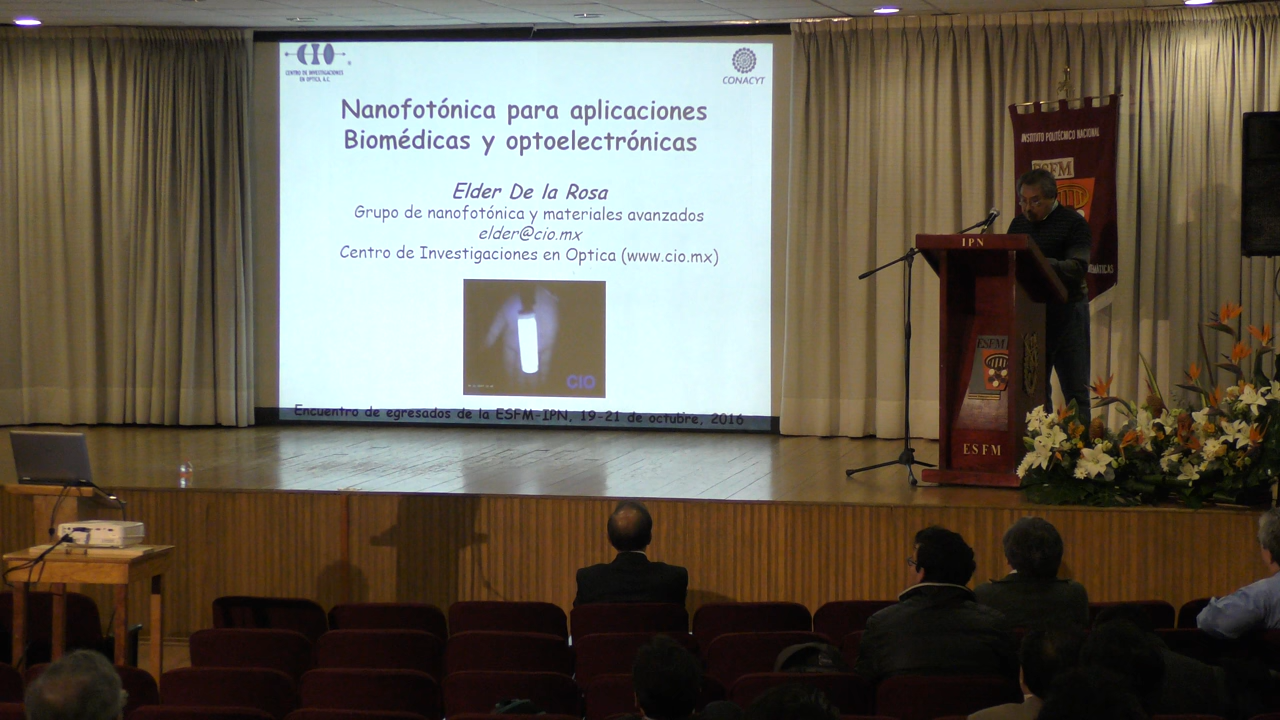 CIO
CENTRO DE INVESTIGACIONES
EN OPTICA, A.C.
CONACYT
Nanofotónica para aplicaciones
Biomédicas y optoelectrónicas
Elder De la Rosa
Grupo de nanofotónica y materiales avanzados
elder@cio.mx
Centro de Investigaciones en Optica (www.cio.mx)
CIO
Encuentro de egresados de la ESFM-IPN, 19-21 de octubre, 2016
INSTITUTO POLITÉCNICO NACIONAL
ESFM
IPN
ESFM
ESFM